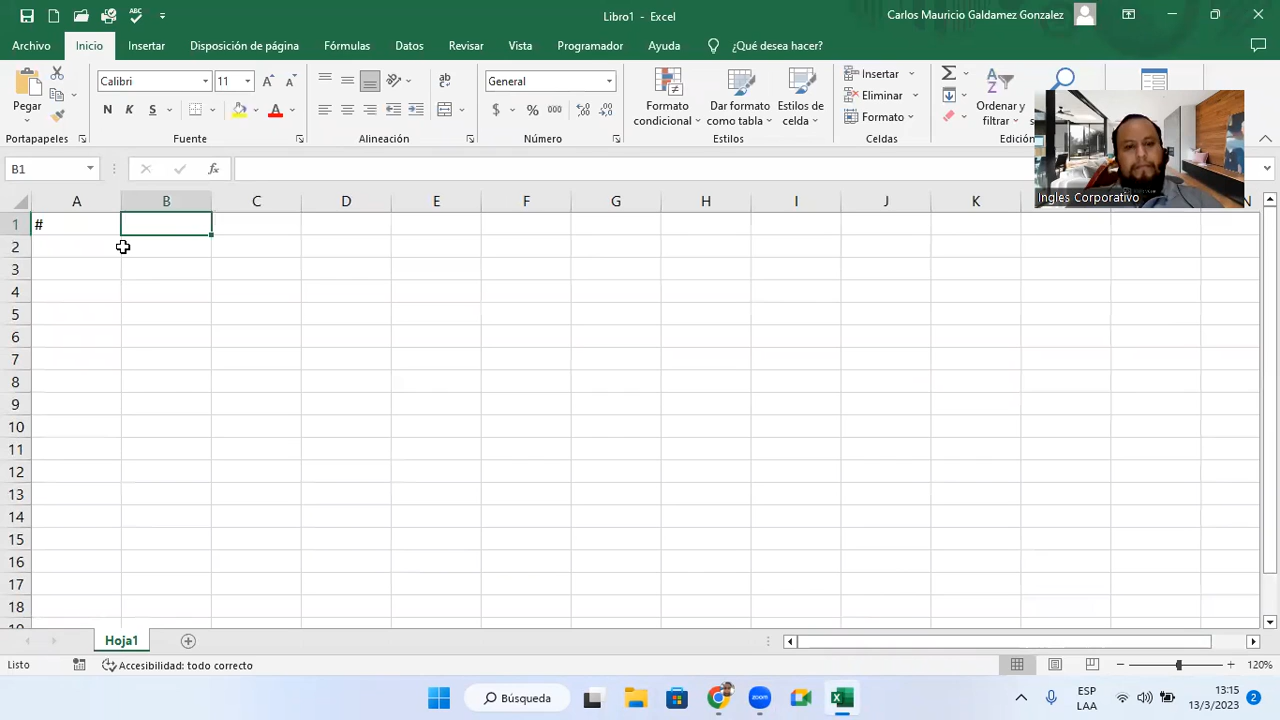 Libro1 - Excel
Carlos Mauricio Galdamez Gonzalez
Archivo Inicio Insertar Disposición de página Fórmulas Datos Revisar Vista Programador Ayuda ¿Qué desea hacer?
Pegar
Calibri 11
N K S
ab
General
$ % 000
Formato condicional
Dar formato como tabla
Estilos de celda
Insertar
Eliminar
Formato
Ordenar y filtrar
Portapapeles Fuente Alineación Número Estilos Celdas Edición
B1
fx
Ingles Corporativo
A B C D E F G H I J K N
1 #
2
3
4
5
6
7
8
9
10
11
12
13
14
15
16
17
18
Hoja1
Listo Accesibilidad: todo correcto 120%
Búsqueda
ESP
LAA
13:15
13/3/2023
2